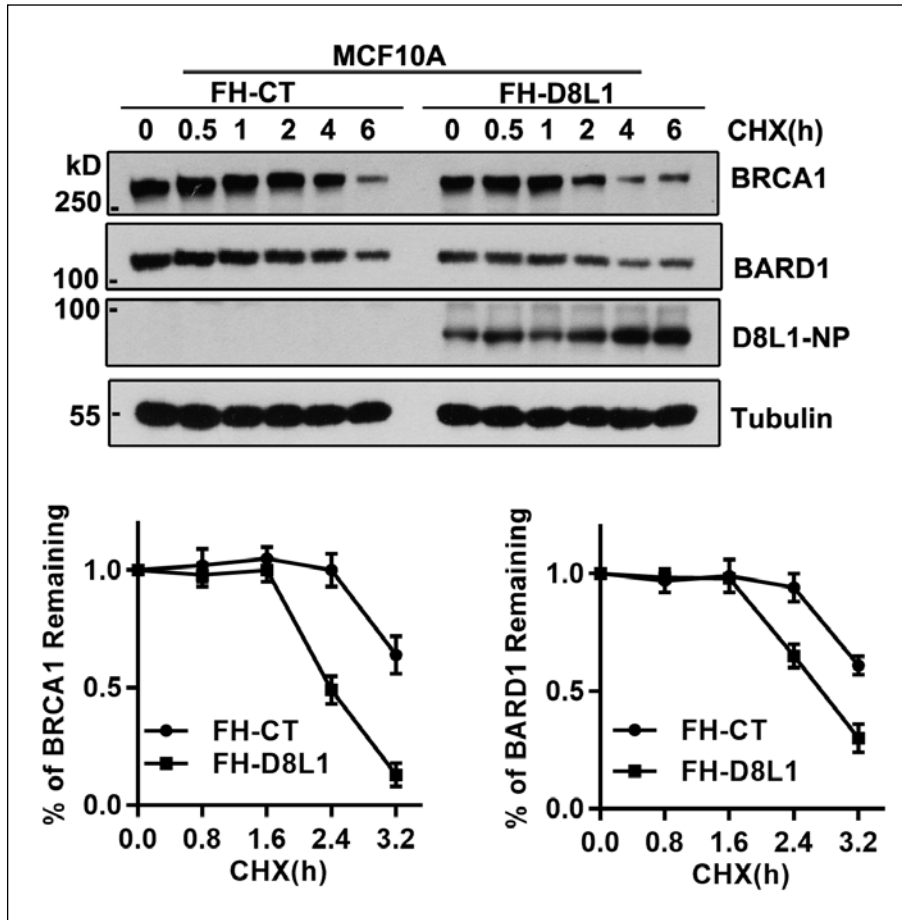 MCF10A
FH-CT FH-D8L1
0 0.5 1 2 4 6 0 0.5 1 2 4 6 CHX(h)
kD
250
BRCA1
100
BARD1
100
D8L1-NP
55
Tubulin
% of BRCA1 Remaining
1.0
0.5
0.0
FH-CT
FH-D8L1
0.0 0.8 1.6 2.4 3.2
CHX(h)
% of BARD1 Remaining
1.0
0.5
0.0
FH-CT
FH-D8L1
0.0 0.8 1.6 2.4 3.2
CHX(h)